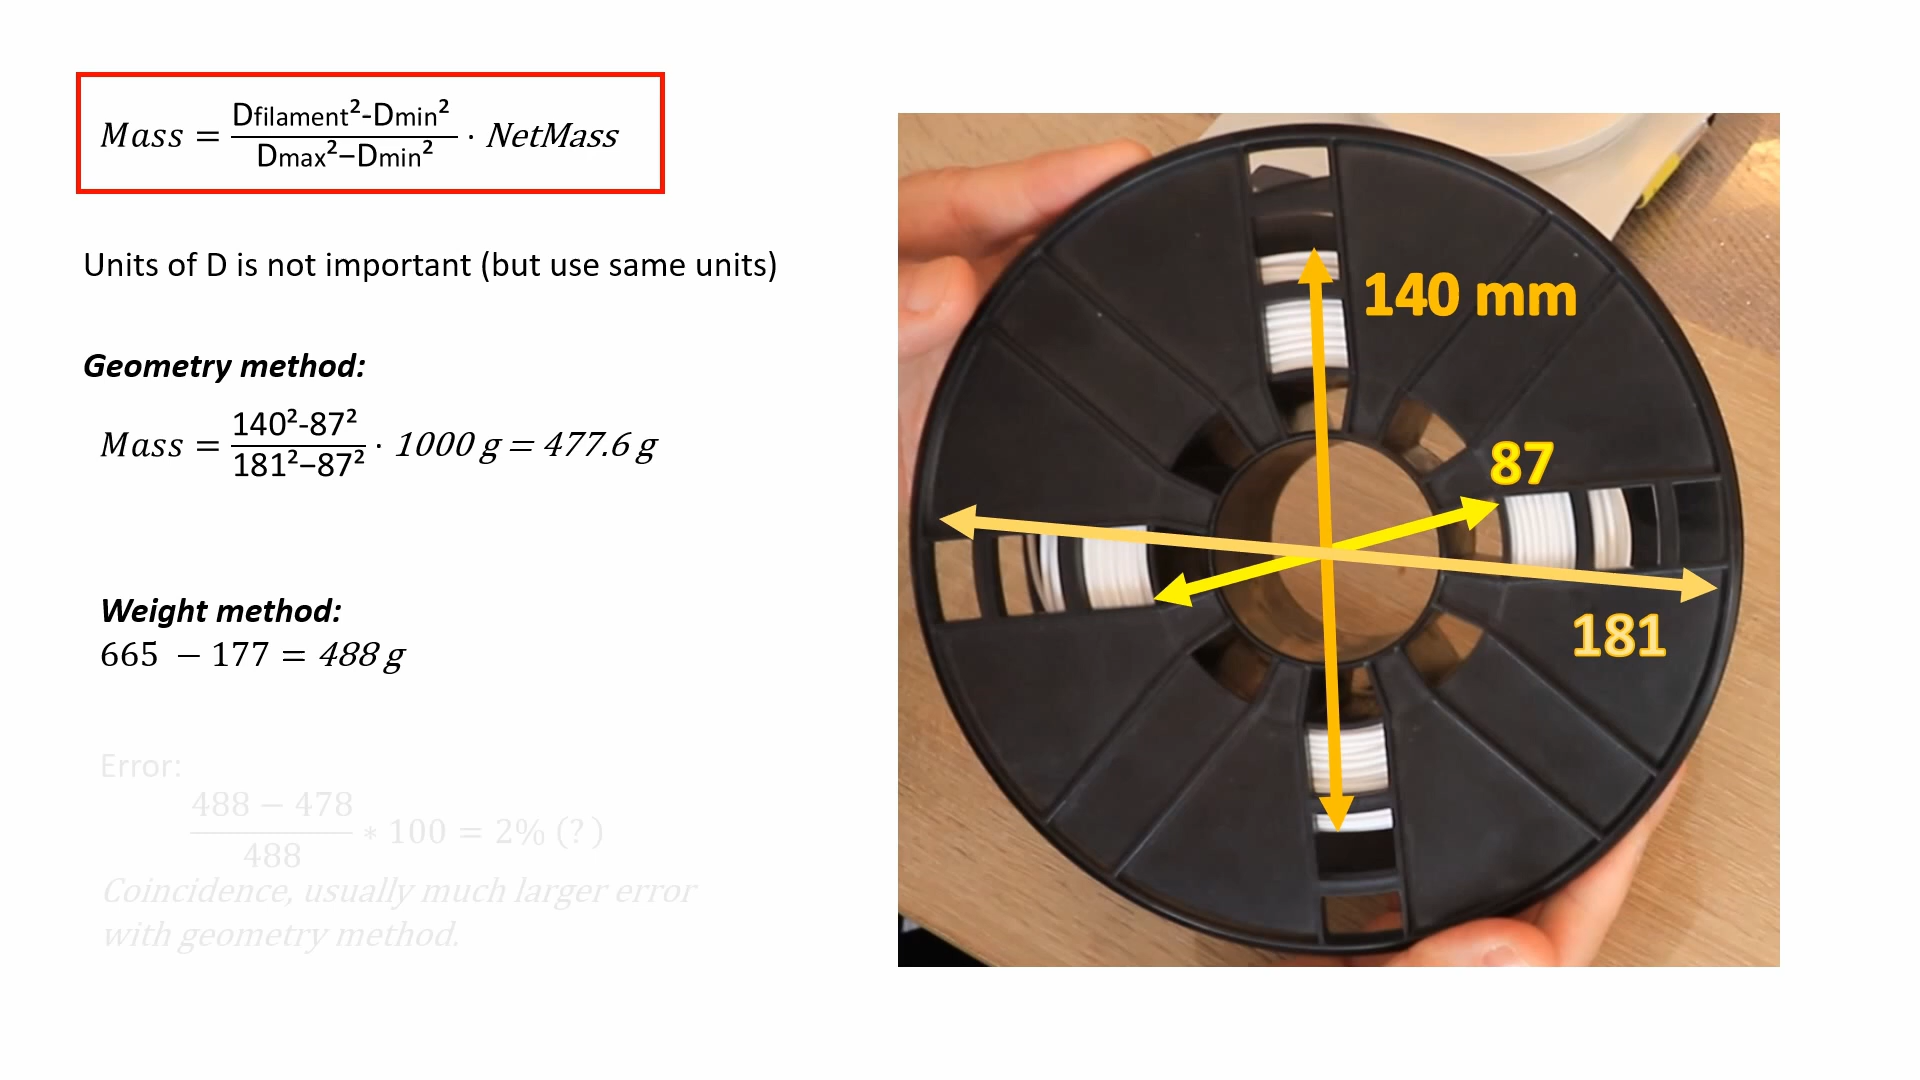 Mass = Dfilament²-Dmin² / Dmax²−Dmin² · NetMass
Units of D is not important (but use same units)
Geometry method:
Mass = 140²-87² / 181²−87² · 1000 g = 477.6 g
Weight method:
665 − 177 = 488 g
Error:
488 − 478 / 488 ∗ 100 = 2% (?)
Coincidence, usually much larger error
with geometry method.
140 mm
87
181